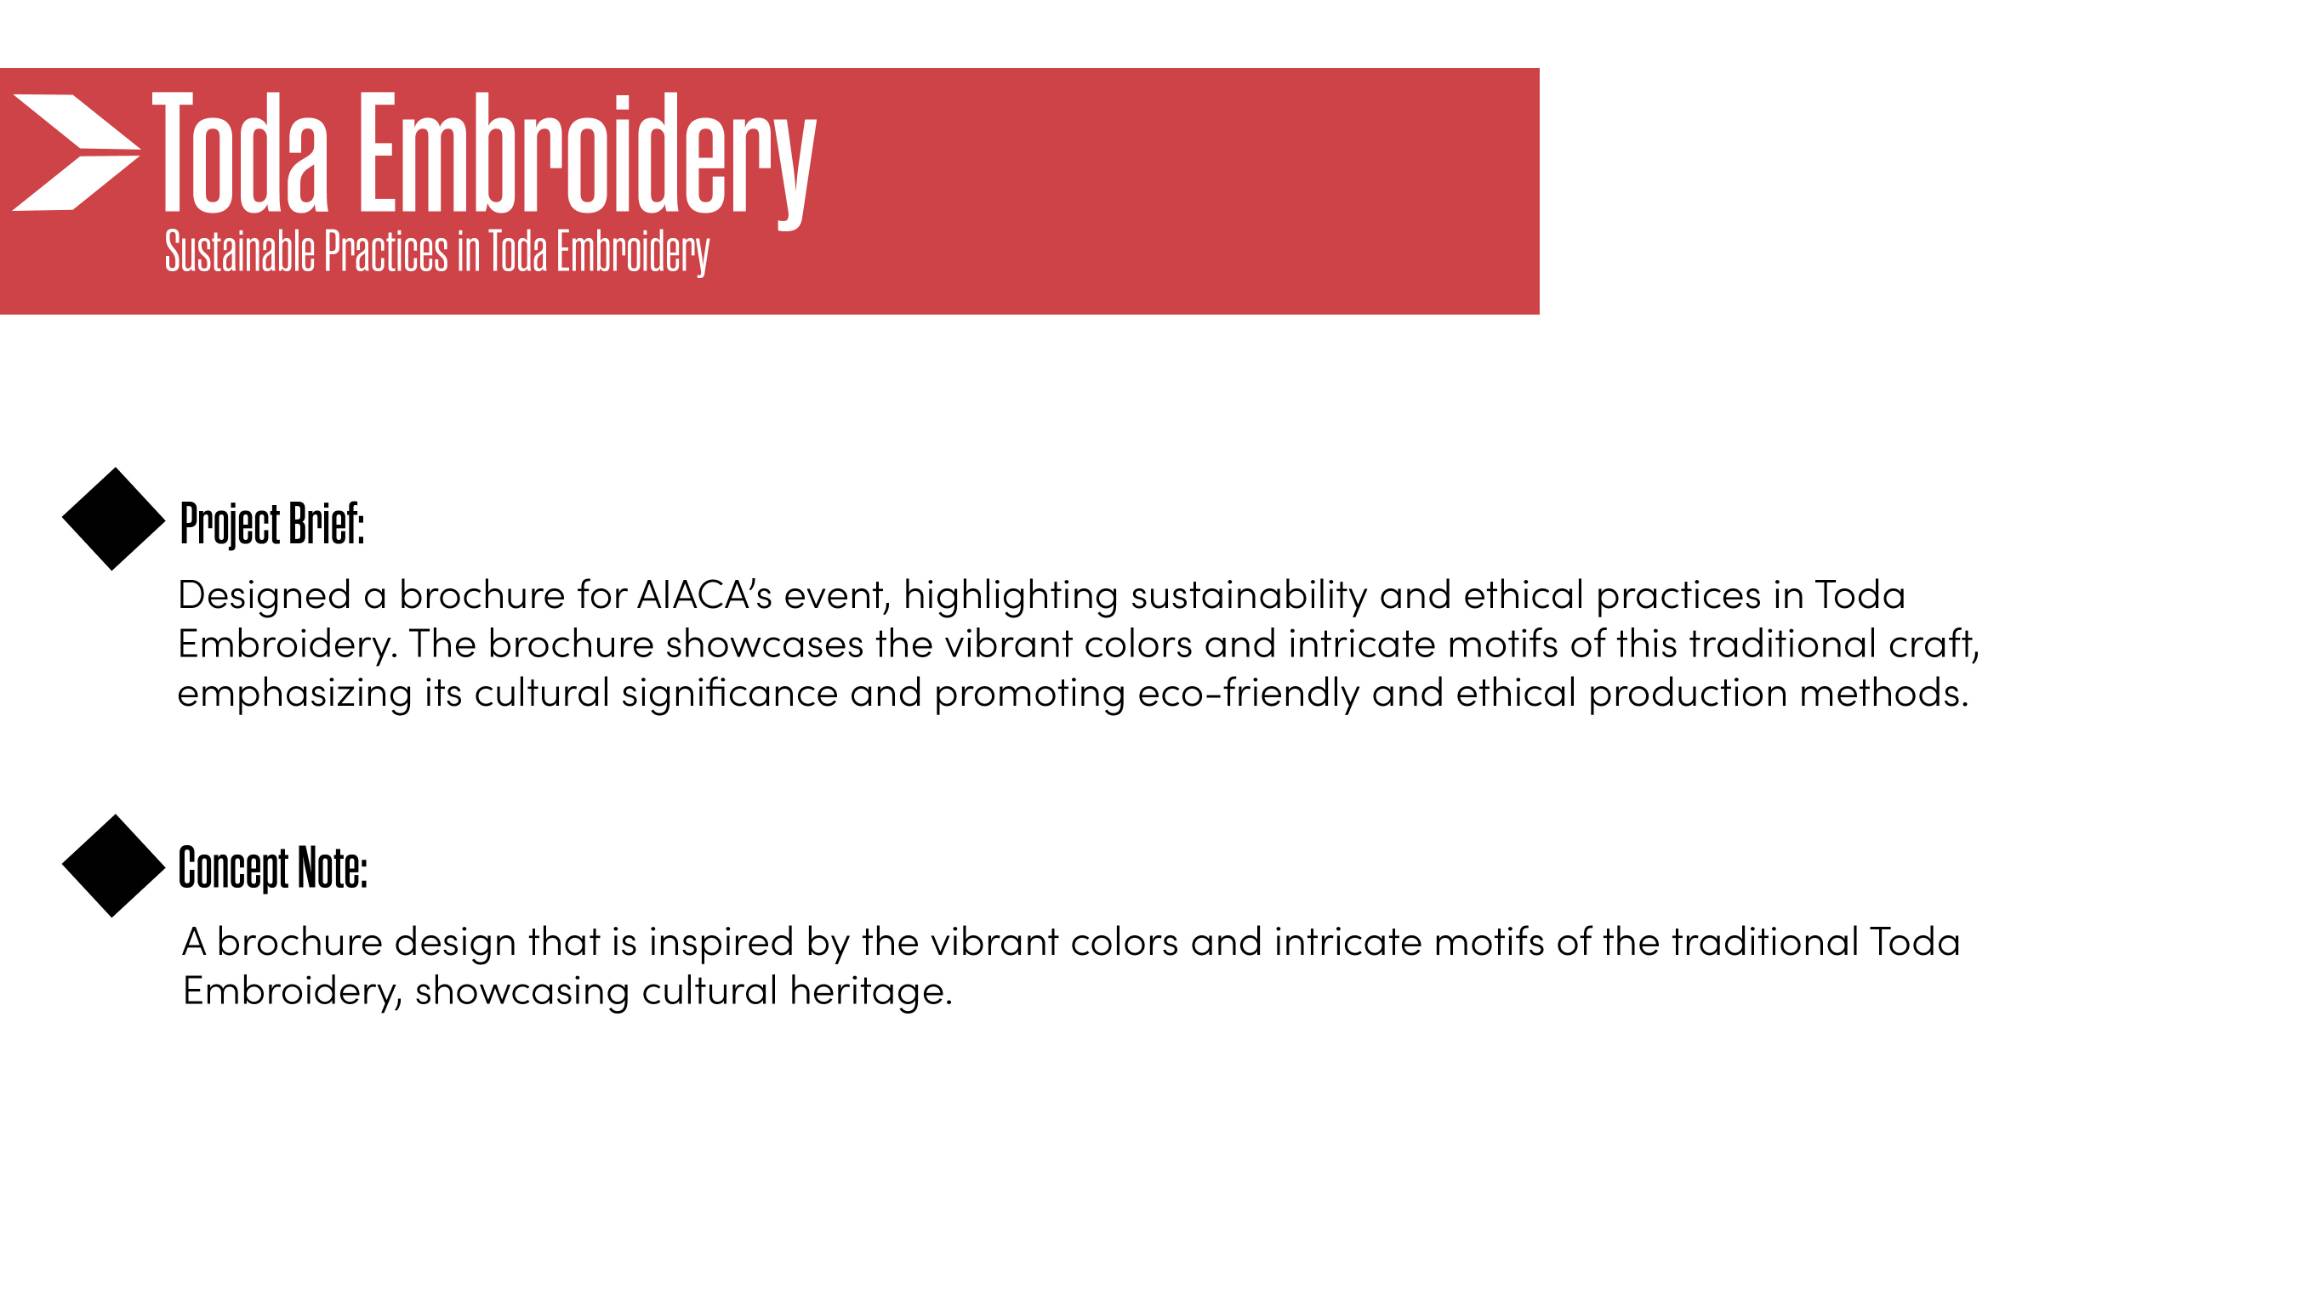 Toda Embroidery
Sustainable Practices in Toda Embroidery
Project Brief:
Designed a brochure for AIACA’s event, highlighting sustainability and ethical practices in Toda
Embroidery. The brochure showcases the vibrant colors and intricate motifs of this traditional craft,
emphasizing its cultural significance and promoting eco-friendly and ethical production methods.
Concept Note:
A brochure design that is inspired by the vibrant colors and intricate motifs of the traditional Toda
Embroidery, showcasing cultural heritage.